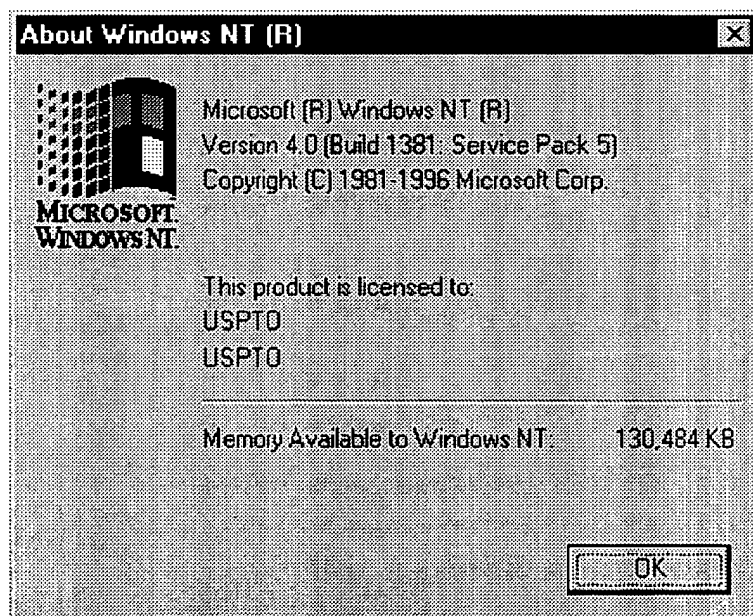 About Windows NT (R)
Microsoft (R) Windows NT (R)
Version 4.0 (Build 1381: Service Pack 5)
Copyright (C) 1981-1996 Microsoft Corp.
MICROSOFT.
WINDOWS NT.
This product is licensed to:
USPTO
USPTO
Memory Available to Windows NT: 130,484 KB
OK